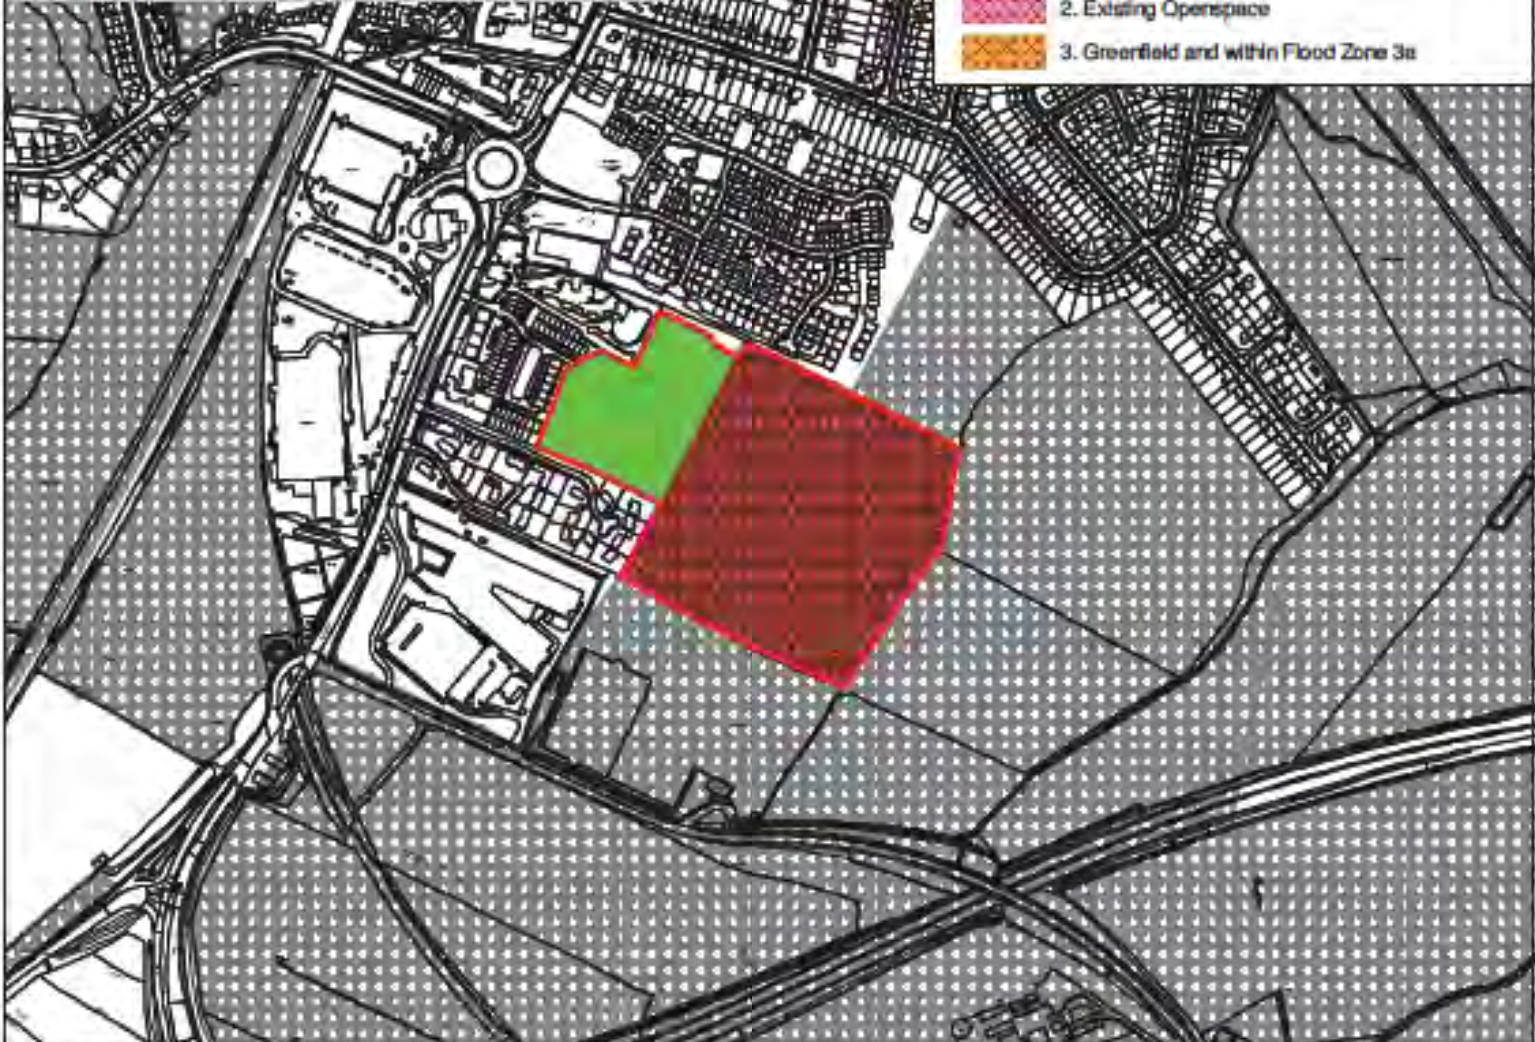 2. Existing Openspace
3. Greenfield and within Flood Zone 3a